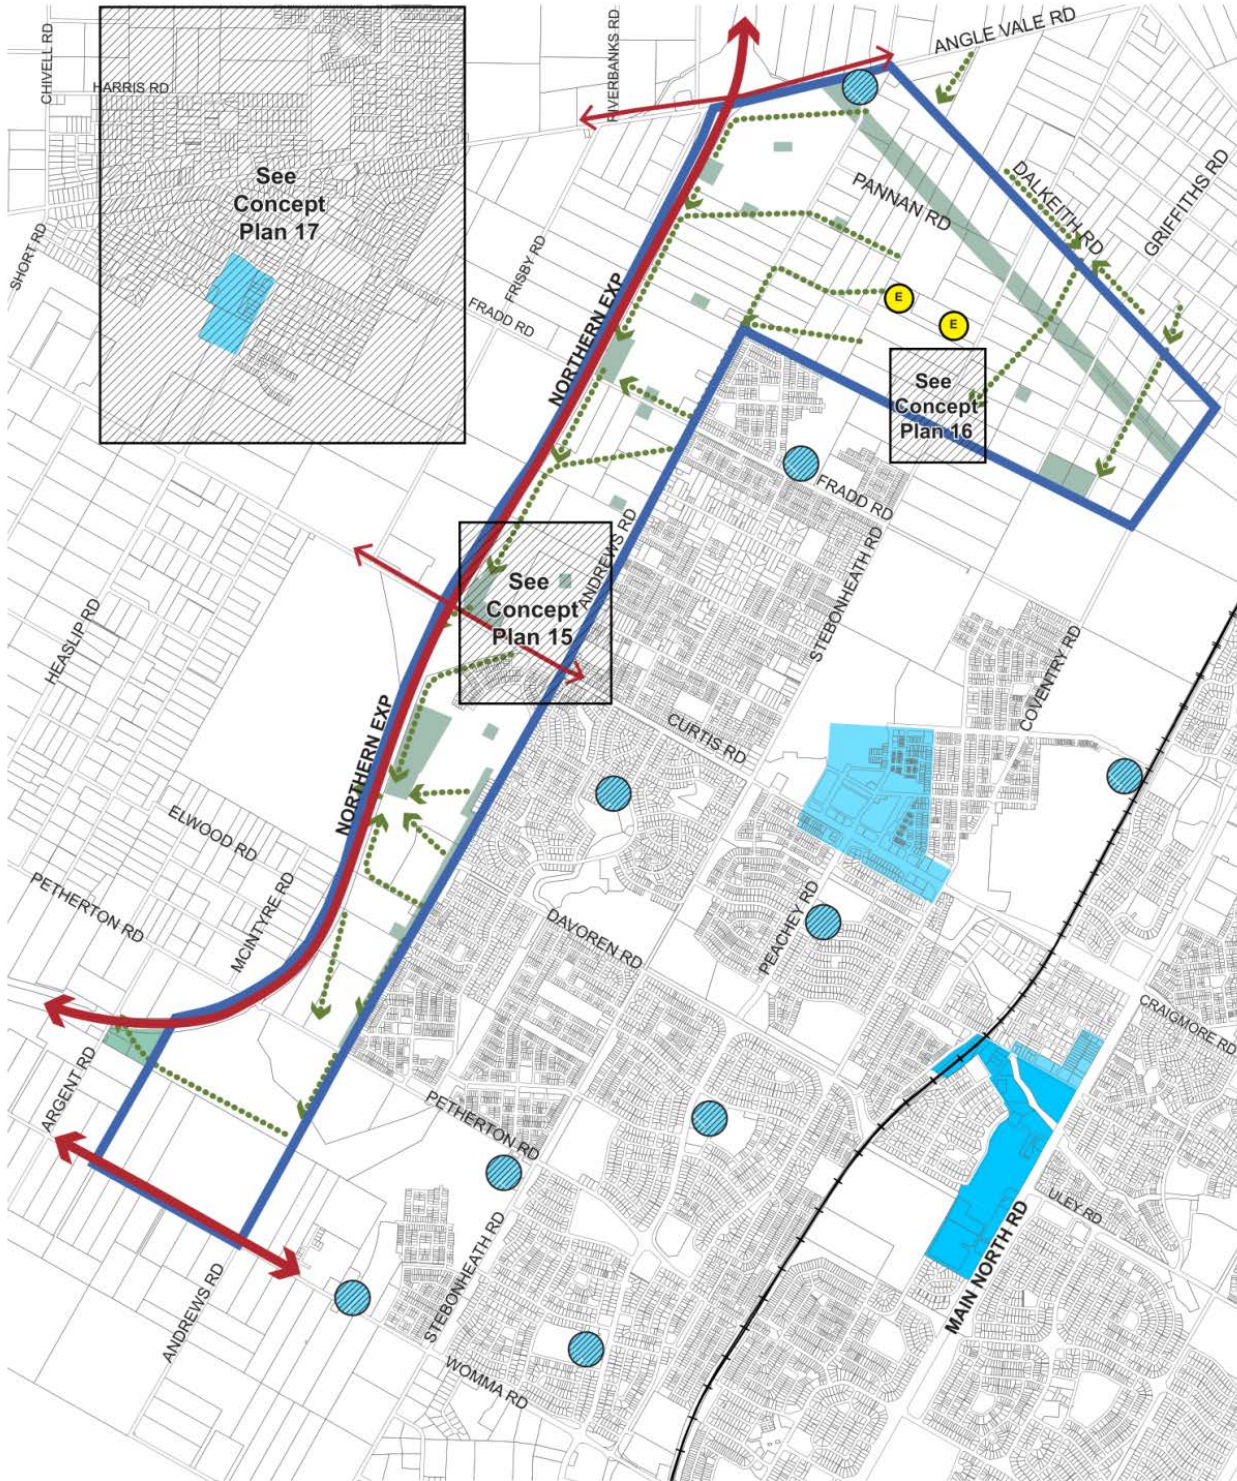 ANGLE VALE RD
CHIVELL RD
RIVERBANKS RD
HARRIS RD
See
Concept
Plan 17
SHORT RD
FRISBY RD
FRADD RD
NORTHERN EXP
PANNAN RD
DALKEITH RD
GRIFFITHS RD
E
E
See
Concept
Plan 16
FRADD RD
STEBONHEATH RD
ANDREWS RD
See
Concept
Plan 15
HEASLIP RD
COVENTRY RD
CURTIS RD
NORTHERN EXP
ELWOOD RD
PETHERTON RD
MCINTYRE RD
DAVOREN RD
PEACHEY RD
CRAIGMORE RD
ARGENT RD
PETHERTON RD
ULEY RD
MAIN NORTH RD
STEBONHEATH RD
ANDREWS RD
WOMMA RD